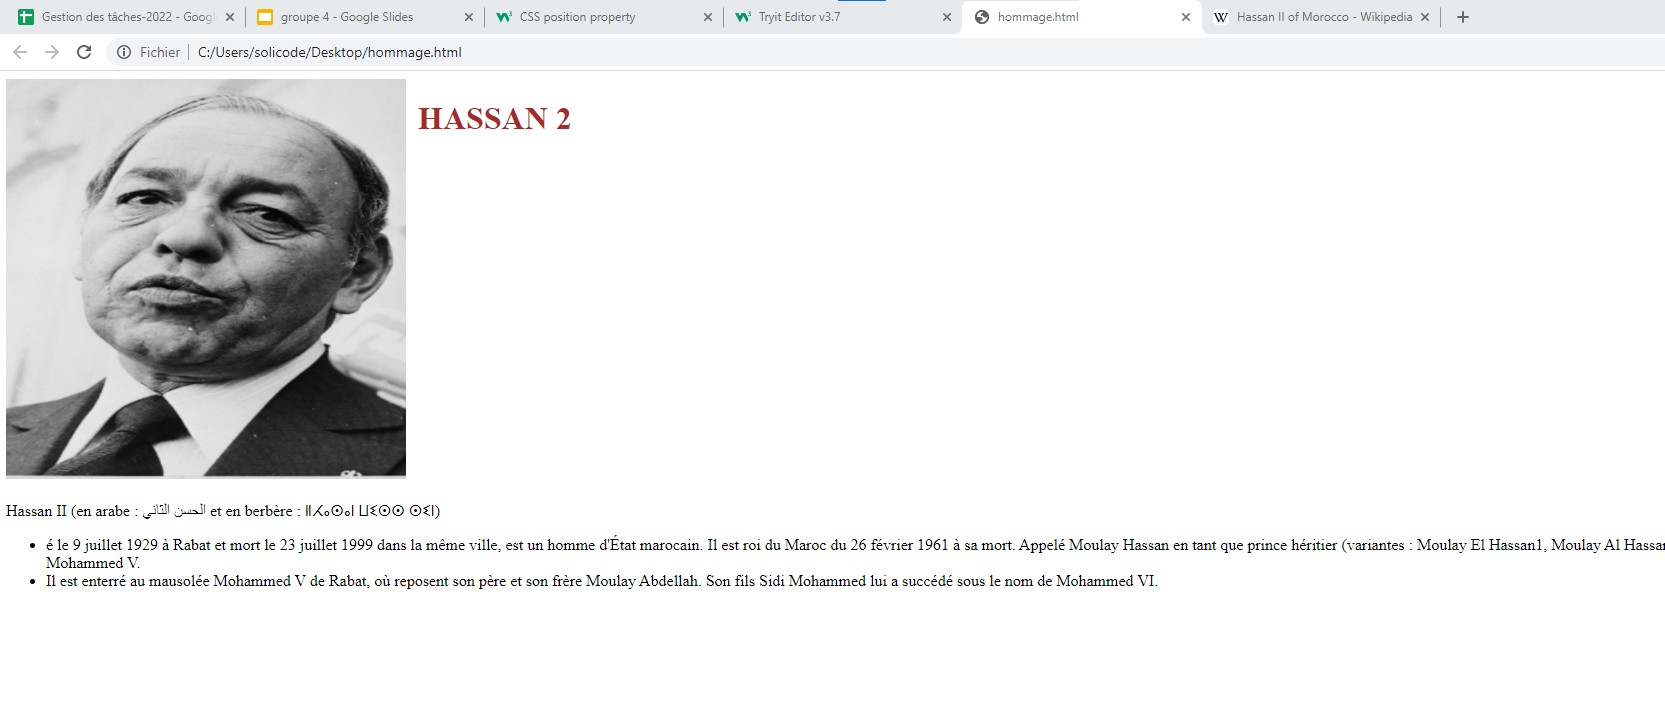 Gestion des tâches-2022 - Googl
groupe 4 - Google Slides
CSS position property
Tryit Editor v3.7
hommage.html
Hassan II of Morocco - Wikipedia
Fichier
C:/Users/solicode/Desktop/hommage.html
HASSAN 2
Hassan II (en arabe : الحسن الثاني et en berbère : ⵍⵃⴰⵙⴰⵏ ⵡⵉⵙⵙ ⵙⵉⵏ)
• é le 9 juillet 1929 à Rabat et mort le 23 juillet 1999 dans la même ville, est un homme d'État marocain. Il est roi du Maroc du 26 février 1961 à sa mort. Appelé Moulay Hassan en tant que prince héritier (variantes : Moulay El Hassan1, Moulay Al Hassan
Mohammed V.
• Il est enterré au mausolée Mohammed V de Rabat, où reposent son père et son frère Moulay Abdellah. Son fils Sidi Mohammed lui a succédé sous le nom de Mohammed VI.